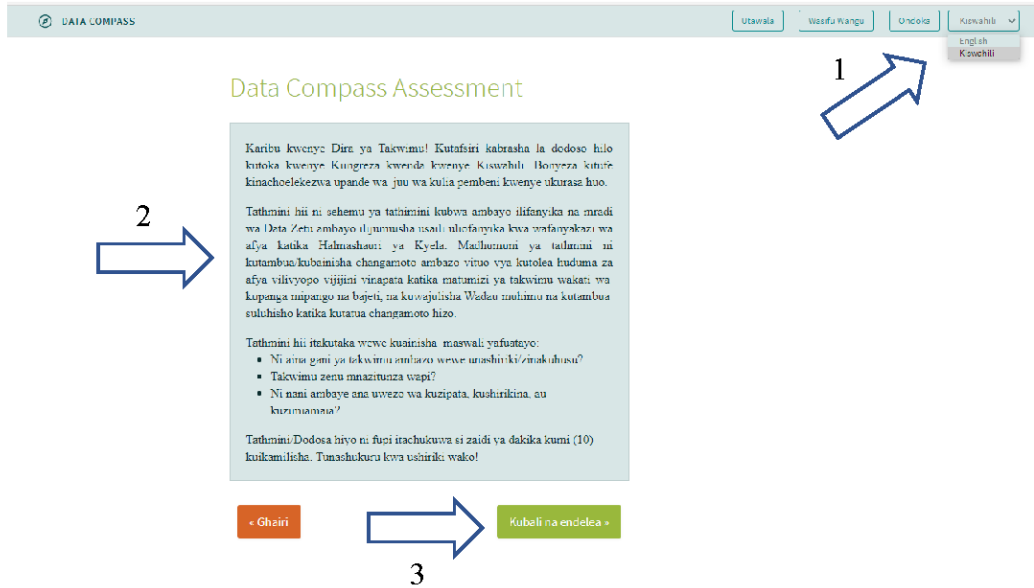 DATA COMPASS
Utawala
Wasifu Wangu
Ondoka
Kiswahili
English
Kiswahili
1
Data Compass Assessment
Karibu kwenye Dira ya Takwimu! Kutafsiri kabrasha la dodoso hilo
kutoka kwenye Kiingreza kwenda kwenye Kiswahili. Bonyeza kitufe
kinachoelekezwa upande wa juu wa kulia pembeni kwenye ukurasa huo.
2
Tathmini hii ni sehemu ya tathimini kubwa ambayo ilifanyika na mradi
wa Data Zetu ambayo ilijumuisha usaili uliofanyika kwa wafanyakazi wa
afya katika Halmashauri ya Kyela. Madhumuni ya tathmini ni
kutambua/kubainisha changamoto ambazo vituo vya kutolea huduma za
afya vilivyopo vijijini vinapata katika matumizi ya takwimu wakati wa
kupanga mipango na bajeti, na kuwajulisha Wadau muhimu na kutambua
suluhisho katika kutatua changamoto hizo.
Tathmini hii itakutaka wewe kuainisha maswali yafuatayo:
Ni aina gani ya takwimu ambazo wewe unashiriki/zinakuhusu?
Takwimu zenu mnazitunza wapi?
Ni nani ambaye ana uwezo wa kuzipata, kushirikina, au
Tathmini/Dodosa hiyo ni fupi itachukuwa si zaidi ya dakika kumi (10)
kuikamilisha. Tunashukuru kwa ushiriki wako!
« Ghairi
Kubali na endelea »
3